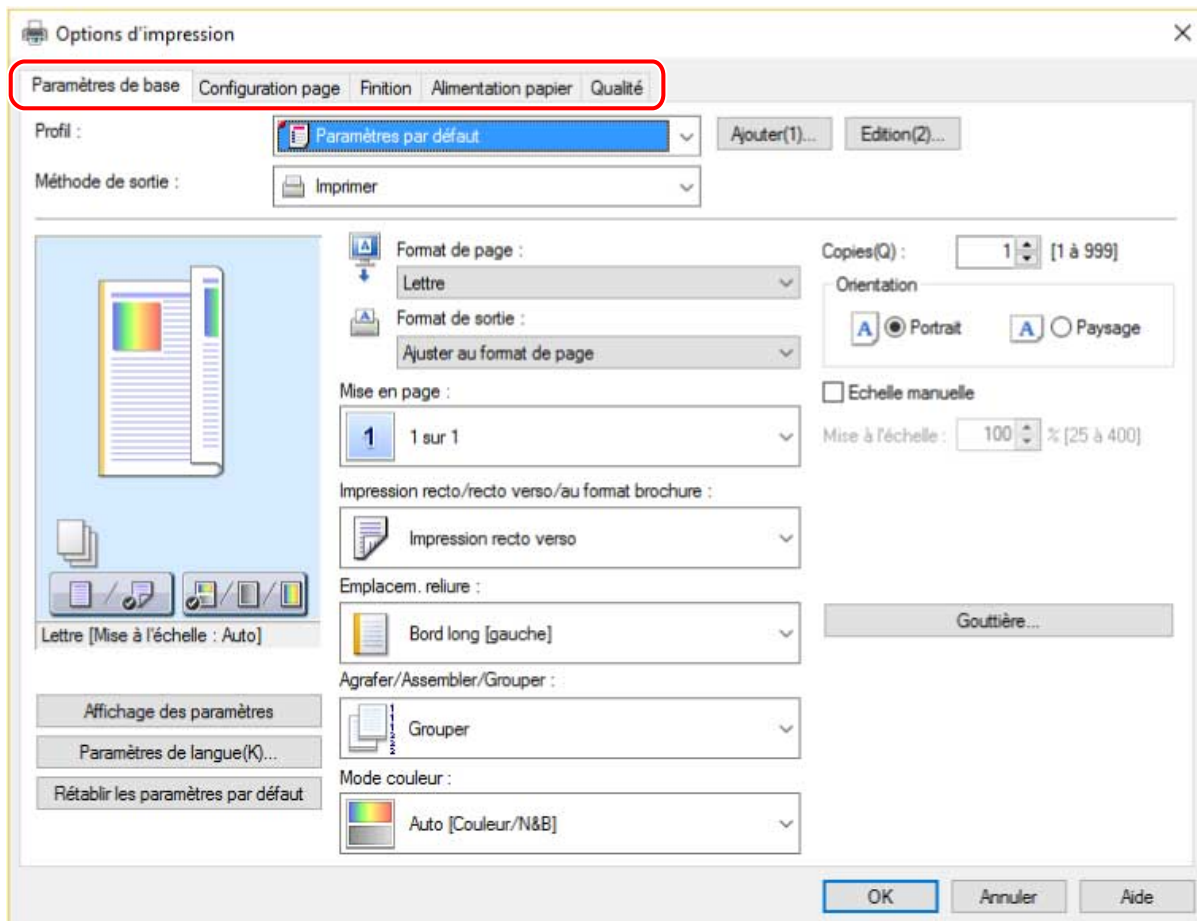 Options d'impression
Paramètres de base Configuration page Finition Alimentation papier Qualité
Profil : Paramètres par défaut Ajouter(1)... Edition(2)...
Méthode de sortie : Imprimer
Format de page :
Lettre
Format de sortie :
Ajuster au format de page
Mise en page :
1 1 sur 1
Impression recto/recto verso/au format brochure :
Impression recto verso
Emplacem. reliure :
Bord long [gauche]
Agrafer/Assembler/Grouper :
Grouper
Mode couleur :
Auto [Couleur/N&B]
Copies(Q) : 1 [1 à 999]
Orientation
A Portrait A Paysage
Echelle manuelle
Mise à l'échelle : 100 % [25 à 400]
Gouttière...
Lettre [Mise à l'échelle : Auto]
Affichage des paramètres
Paramètres de langue(K)...
Rétablir les paramètres par défaut
OK Annuler Aide